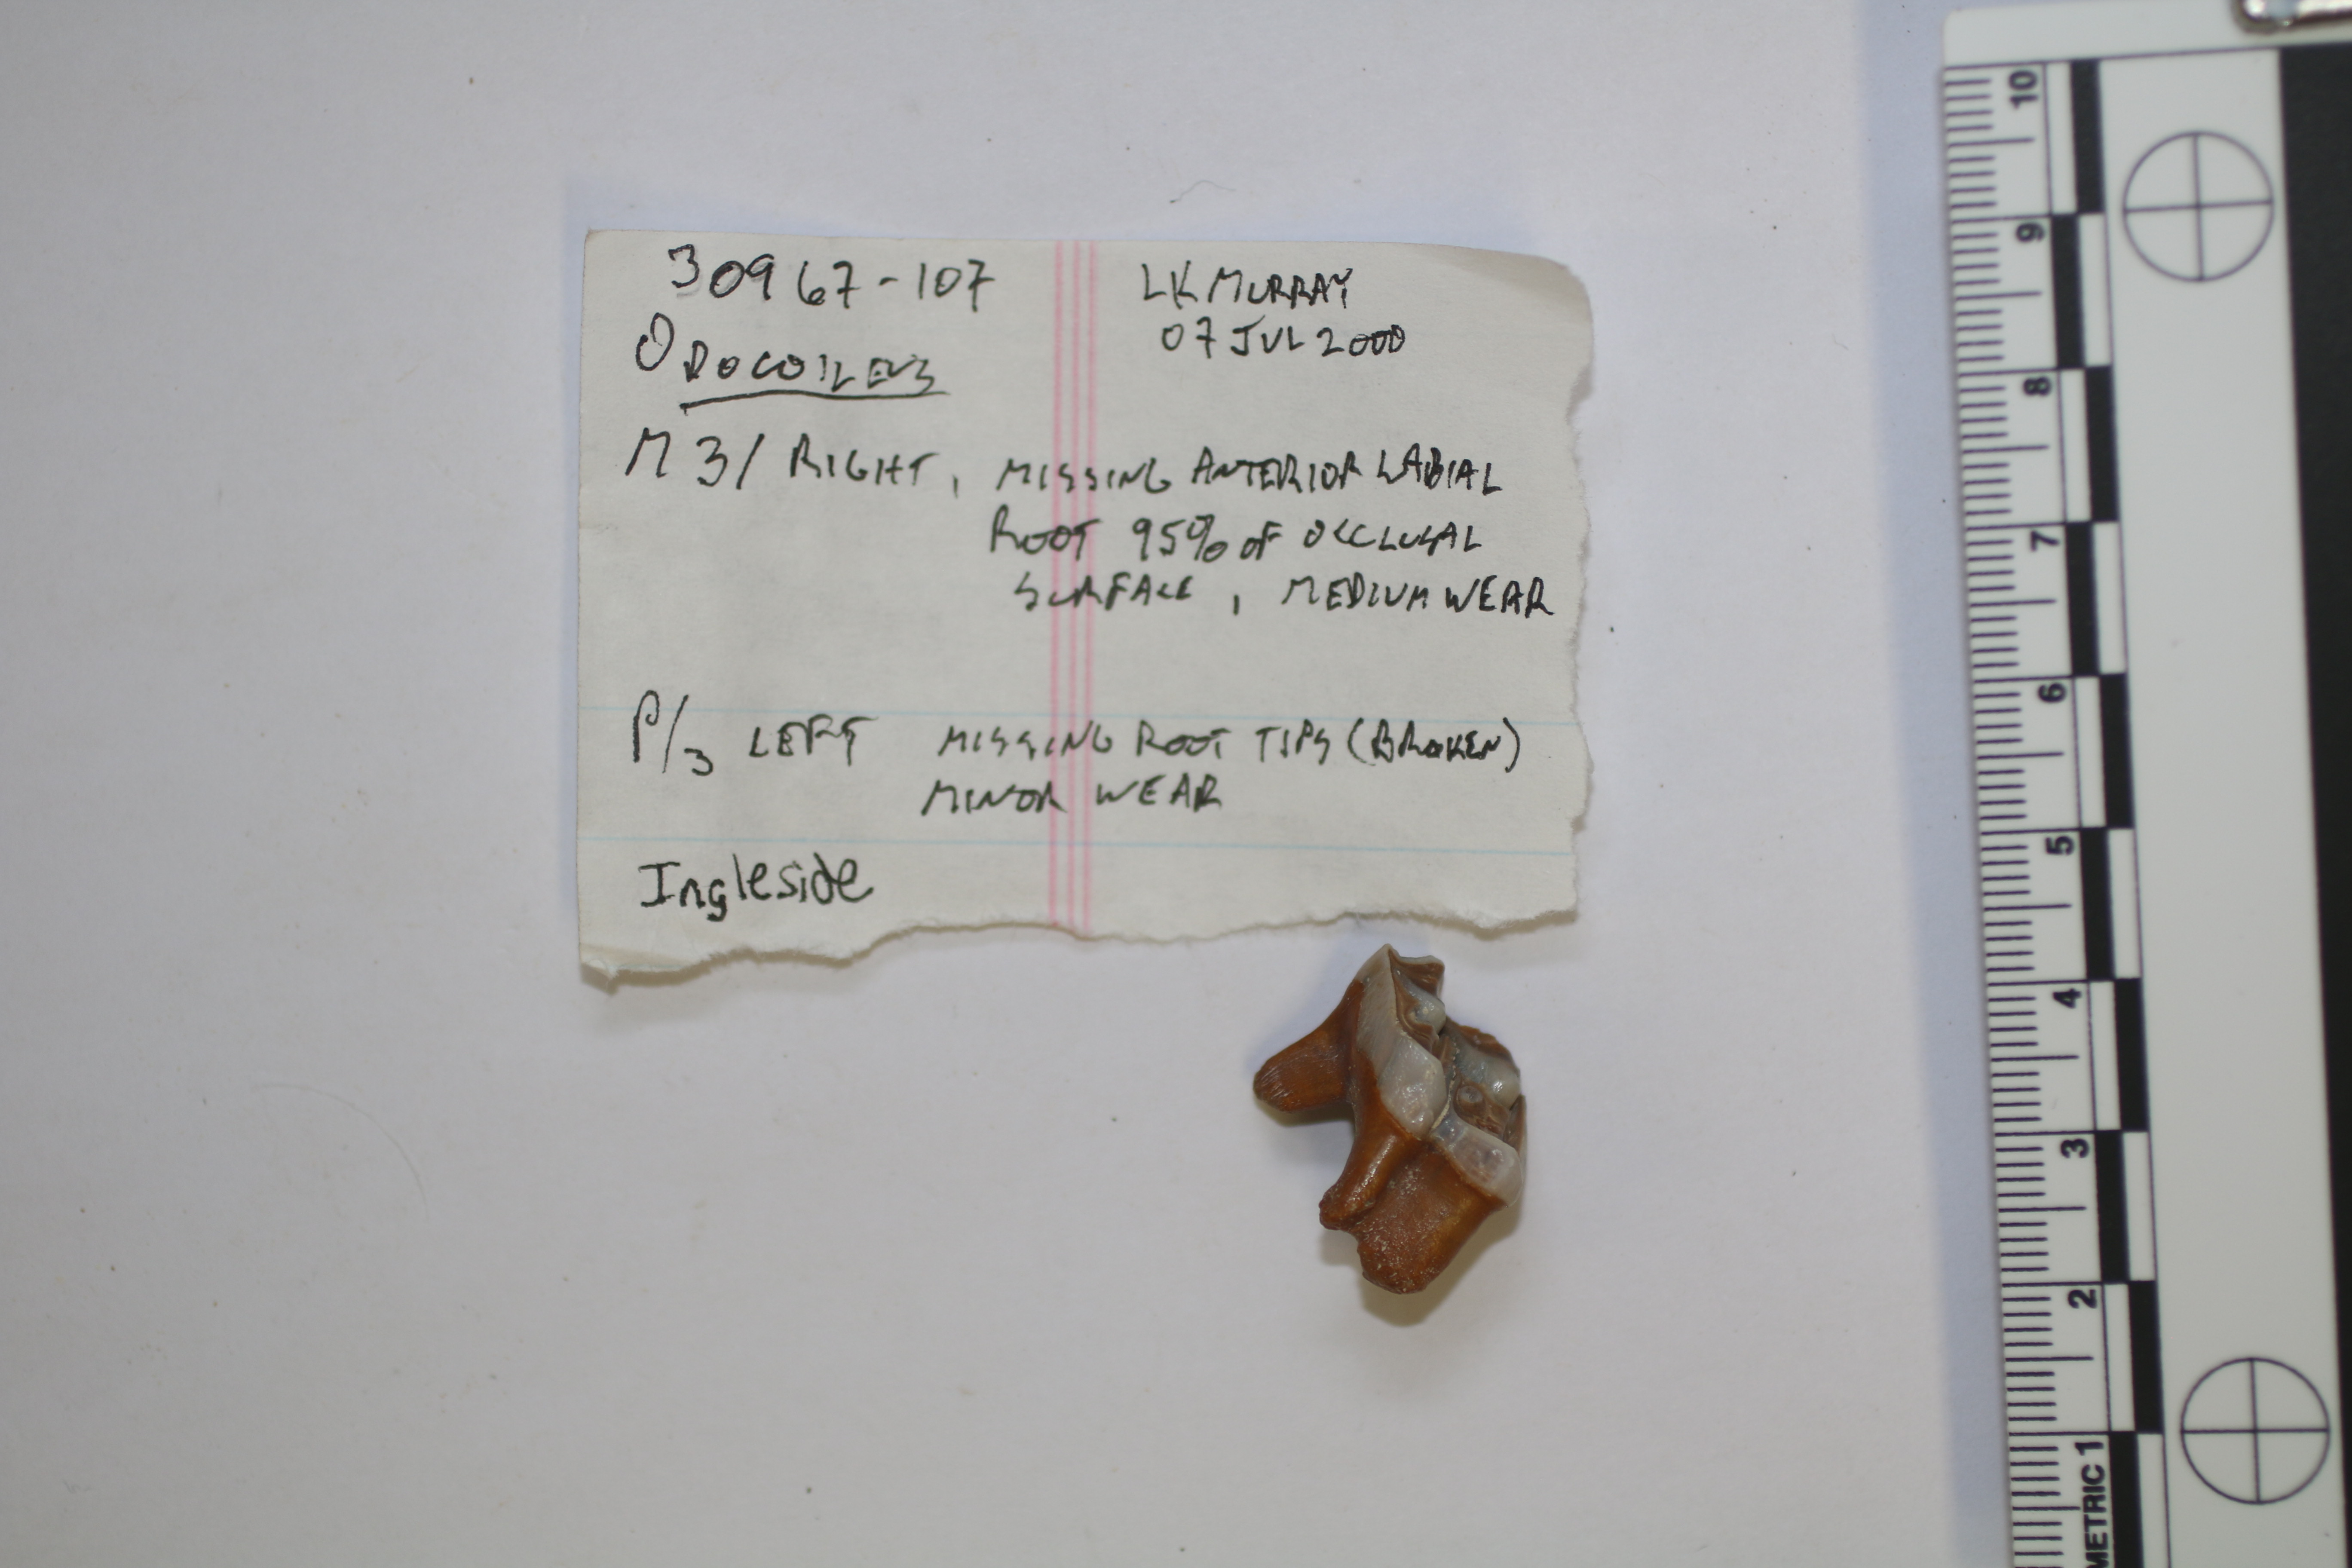 30967-107
LK MURRAY
07 JUL 2000
ODOCOILEUS
M3/ RIGHT, MISSING ANTERIOR LABIAL
ROOT 95% OF OCCLUSAL
SURFACE, MEDIUM WEAR
P/3 LEFT MISSING ROOT TIPS (BROKEN)
MINOR WEAR
Ingleside
10
9
8
7
6
5
4
3
2
METRIC 1